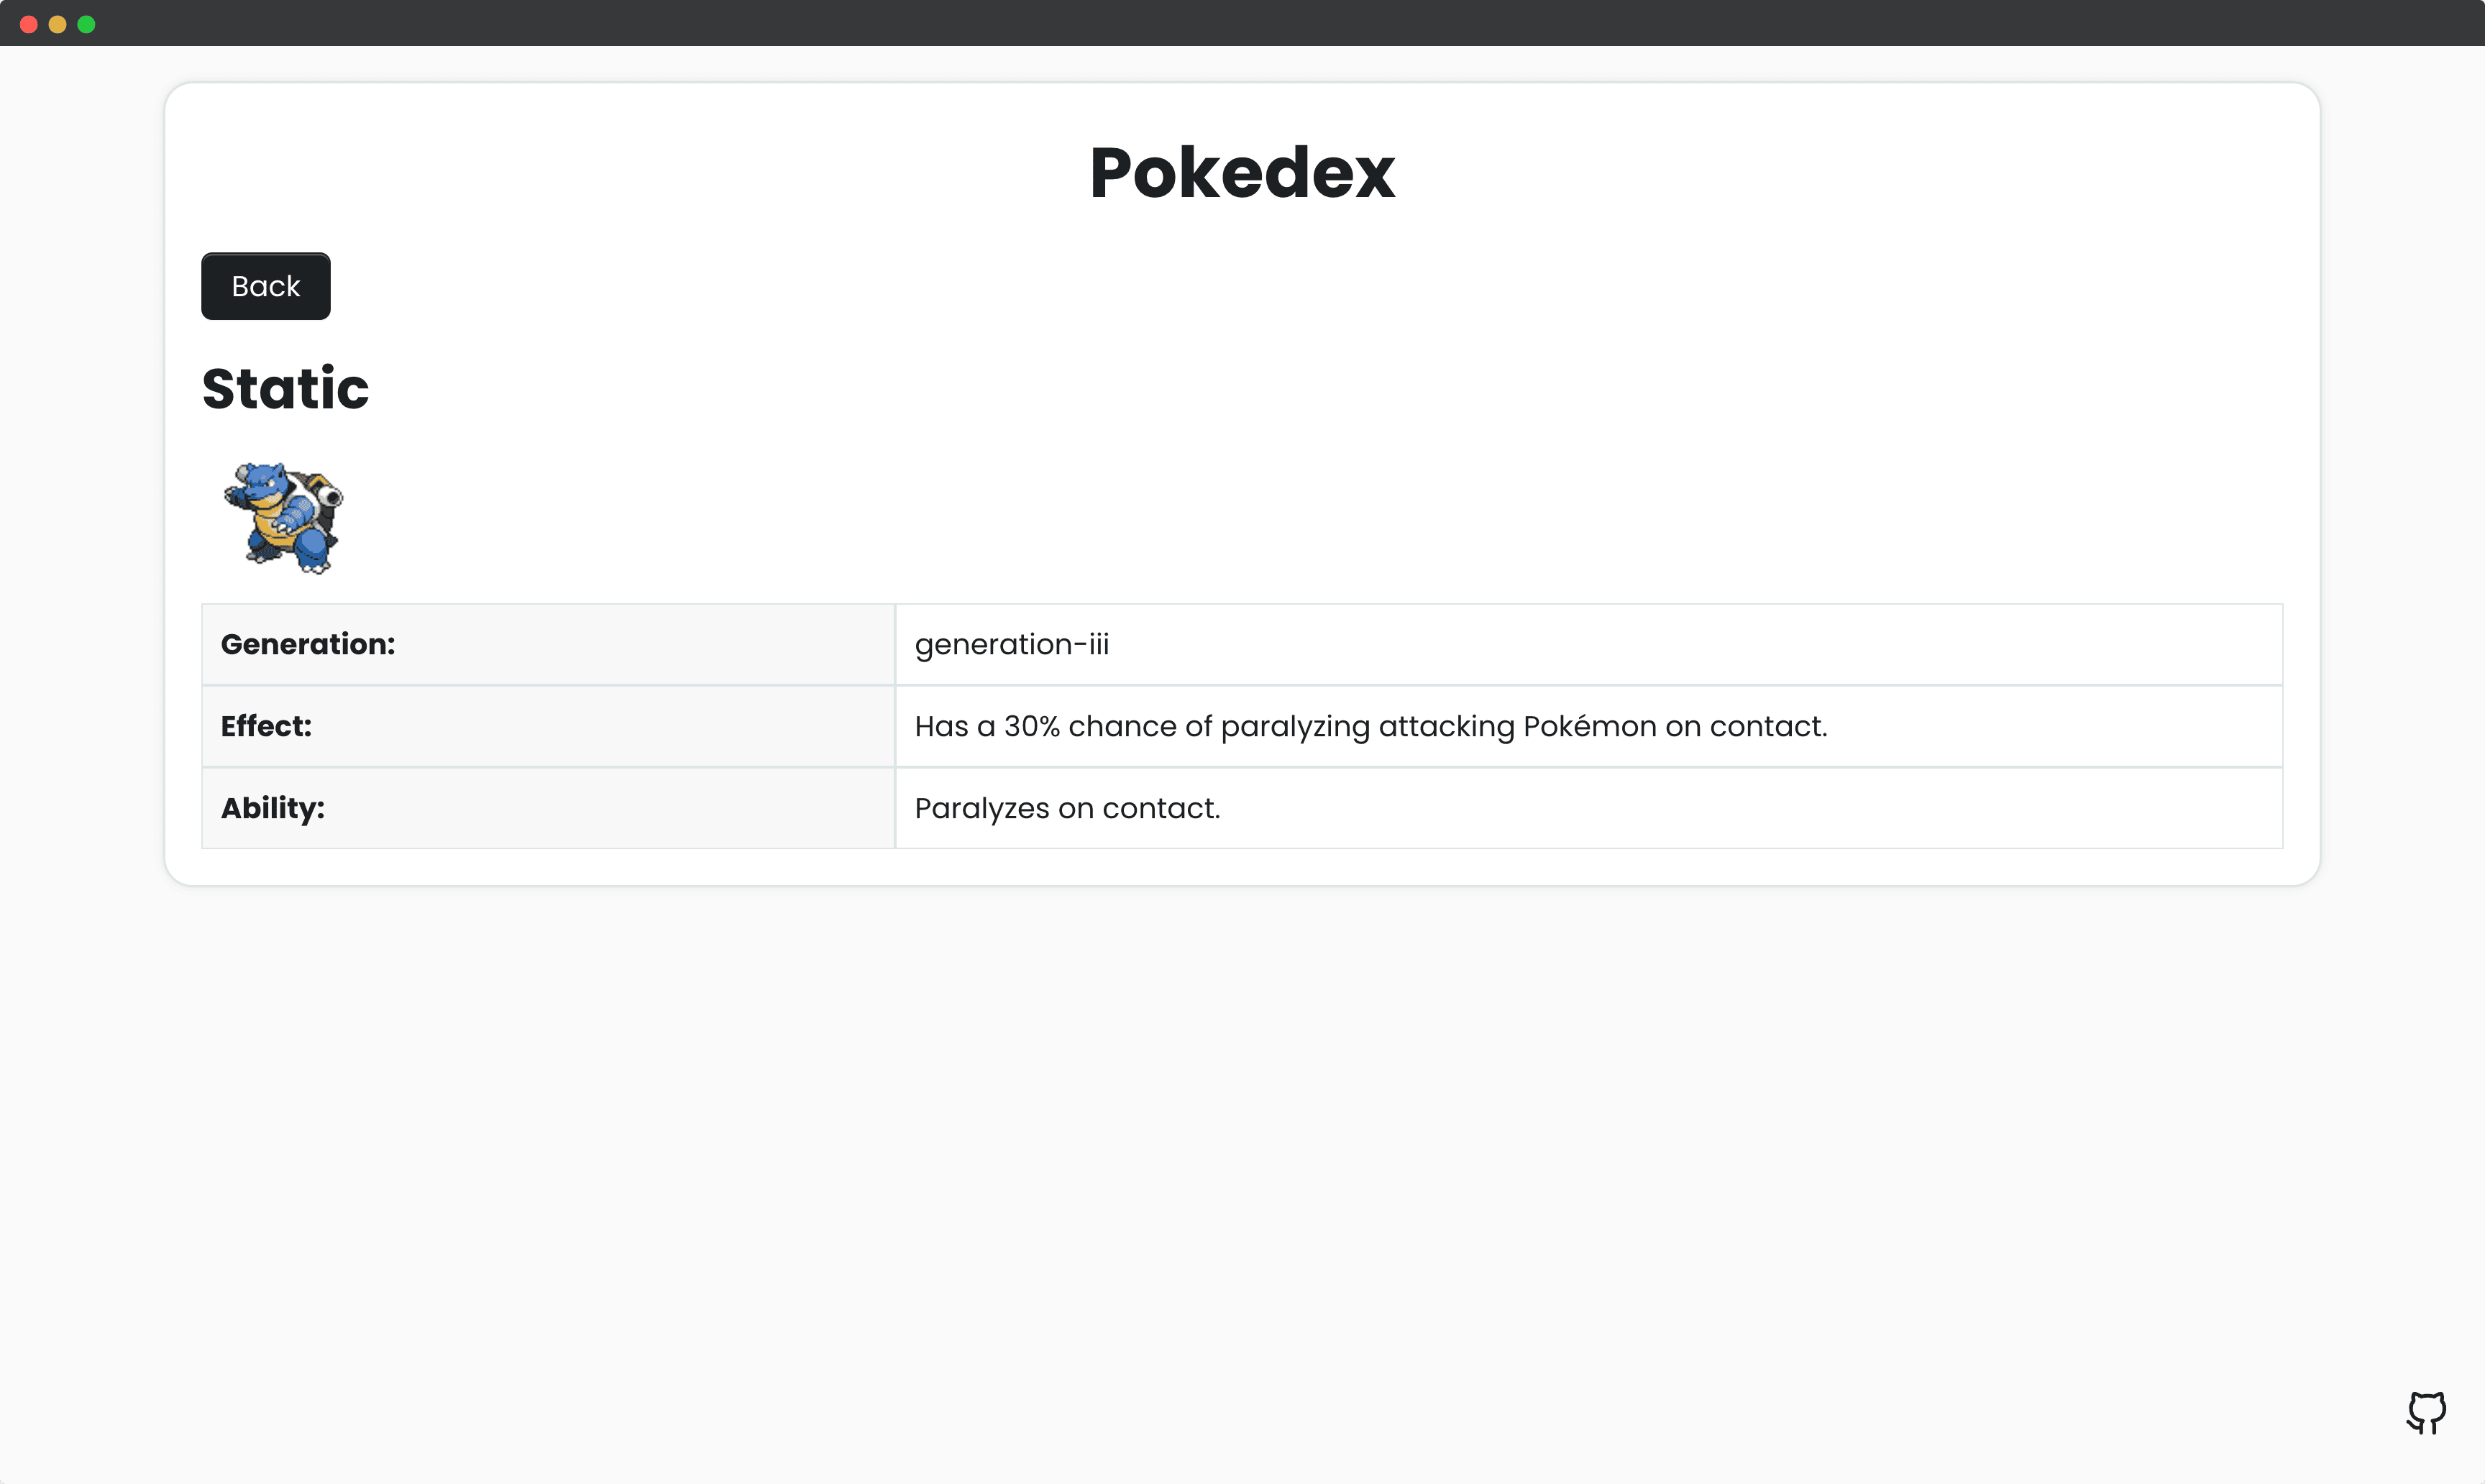 Pokedex
Back
Static
Generation: generation-iii
Effect: Has a 30% chance of paralyzing attacking Pokémon on contact.
Ability: Paralyzes on contact.